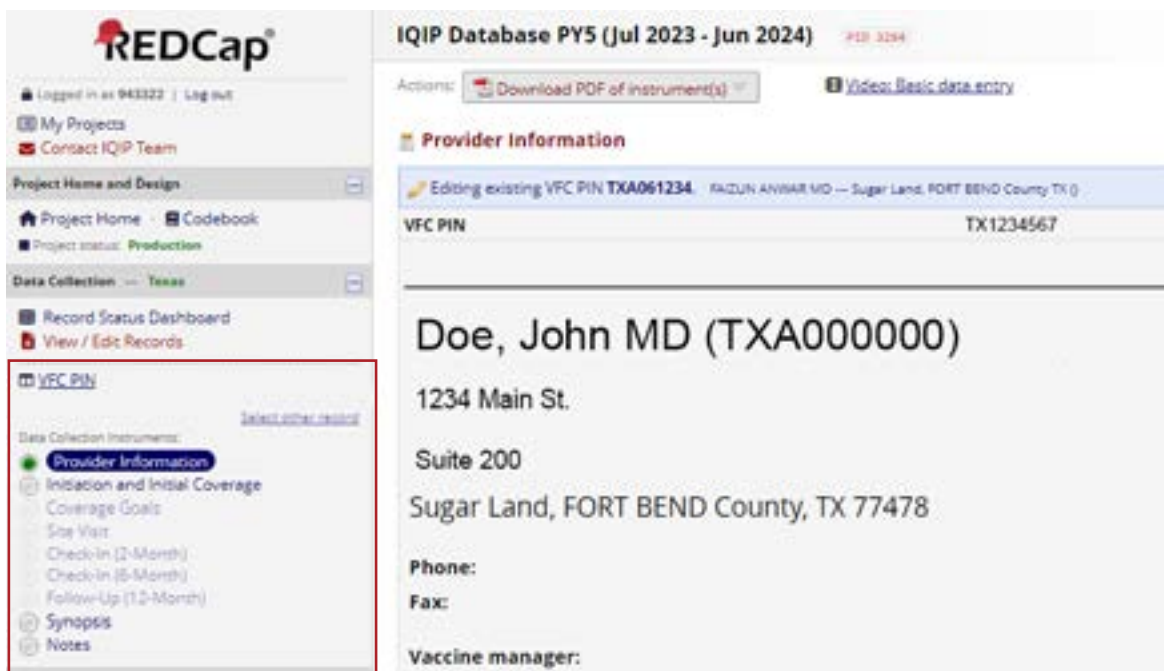 REDCap®
Logged in as 943322 | Log out
My Projects
Contact IQIP Team
Project Home and Design
Project Home · Codebook
Project status: Production
Data Collection — Texas
Record Status Dashboard
View / Edit Records
VFC PIN
Select other record
Data Collection Instruments:
Provider Information
Initiation and Initial Coverage
Coverage Goals
Site Visit
Check-In (2-Month)
Check-In (6-Month)
Follow-Up (12-Month)
Synopsis
Notes
IQIP Database PY5 (Jul 2023 - Jun 2024) PID 3264
Actions: Download PDF of instrument(s) Video: Basic data entry
Provider Information
Editing existing VFC PIN TXA061234. FAIZUN ANWAR MD — Sugar Land, FORT BEND County TX ()
VFC PIN TX1234567
Doe, John MD (TXA000000)
1234 Main St.
Suite 200
Sugar Land, FORT BEND County, TX 77478
Phone:
Fax:
Vaccine manager: